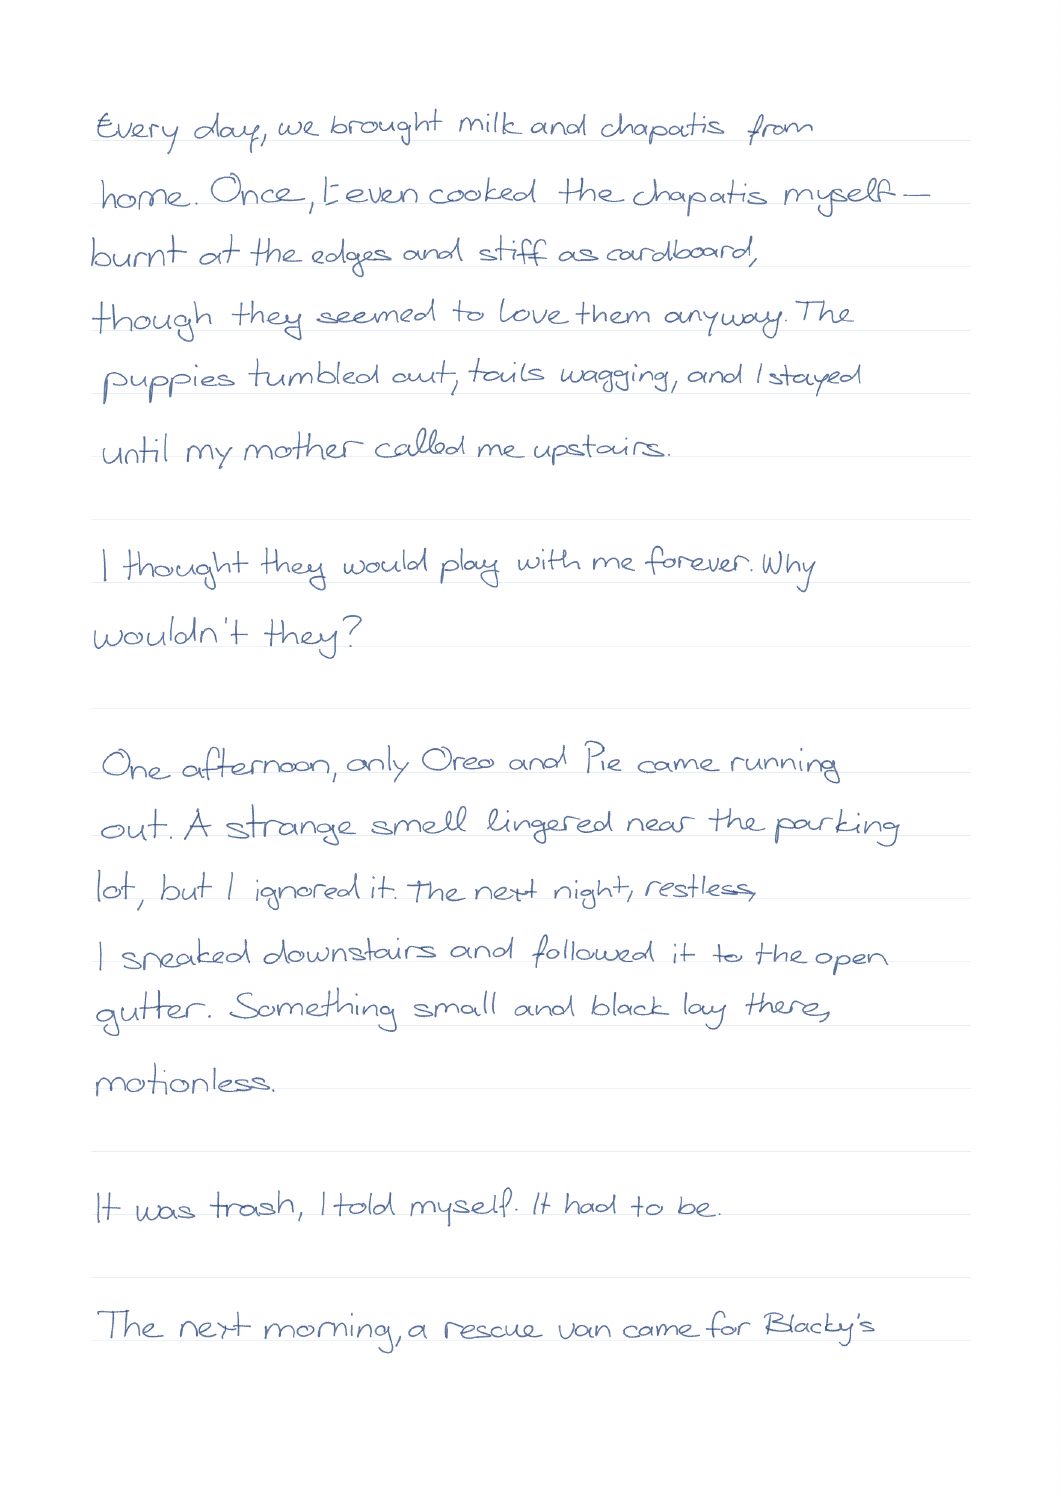 Every day, we brought milk and chapatis from
home. Once, I even cooked the chapatis myself—
burnt at the edges and stiff as cardboard,
though they seemed to love them anyway. The
puppies tumbled out, tails wagging, and I stayed
until my mother called me upstairs.
I thought they would play with me forever. Why
wouldn't they?
One afternoon, only Oreo and Pie came running
out. A strange smell lingered near the parking
lot, but I ignored it. The next night, restless,
I sneaked downstairs and followed it to the open
gutter. Something small and black lay there,
motionless.
It was trash, I told myself. It had to be.
The next morning, a rescue van came for Blacky's